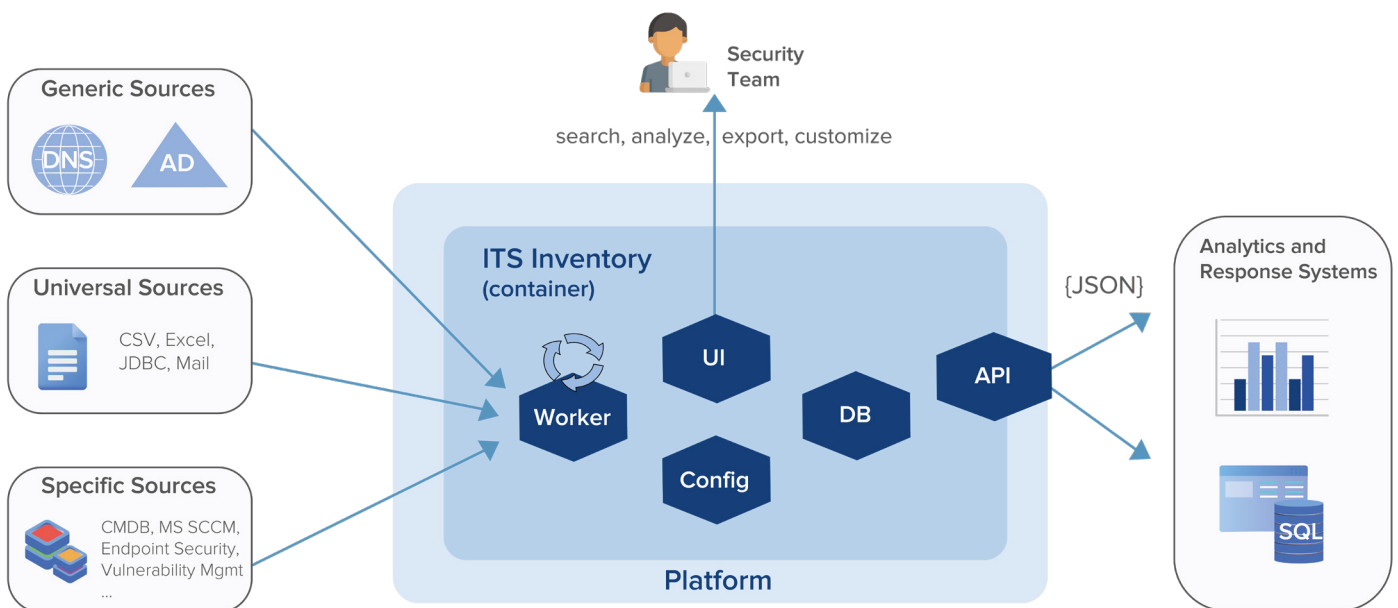 Security
Team
search, analyze, export, customize
Generic Sources
DNS
AD
Universal Sources
CSV, Excel,
JDBC, Mail
Specific Sources
CMDB, MS SCCM,
Endpoint Security,
Vulnerability Mgmt
...
ITS Inventory
(container)
Worker
UI
Config
DB
API
Platform
{JSON}
Analytics and
Response Systems
SQL